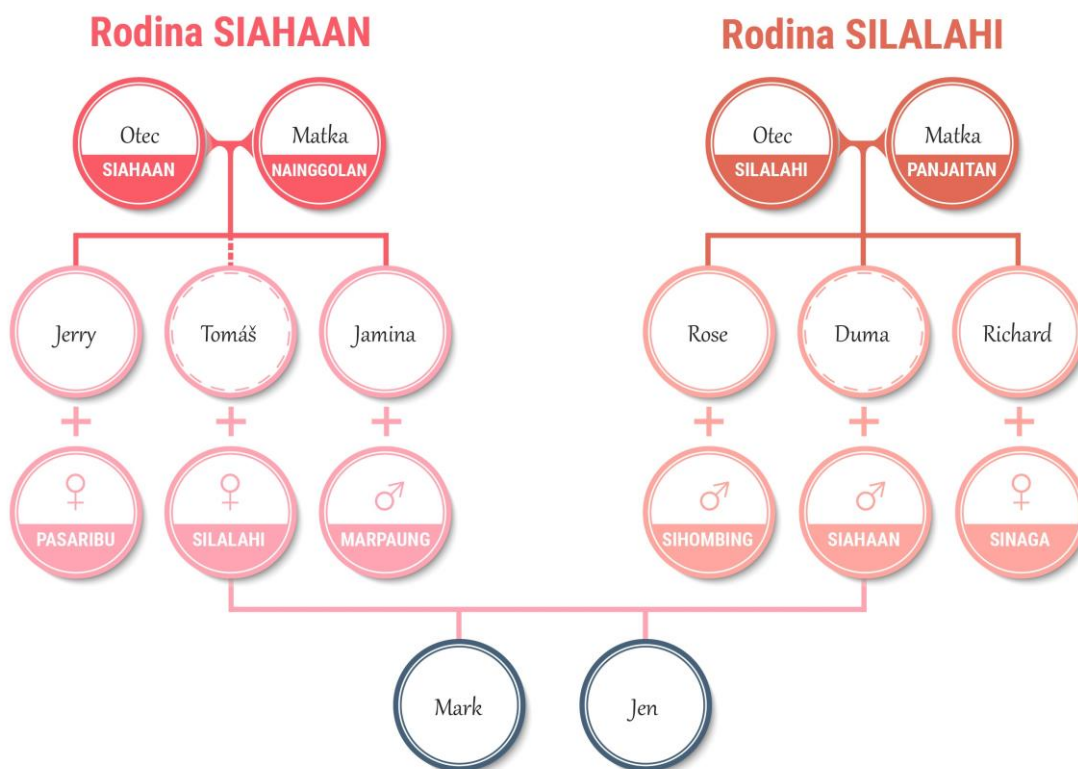 Rodina SIAHAAN
Rodina SILALAHI
Otec
SIAHAAN
Matka
NAINGGOLAN
Otec
SILALAHI
Matka
PANJAITAN
Jerry
Tomáš
Jamina
Rose
Duma
Richard
PASARIBU
SILALAHI
MARPAUNG
SIHOMBING
SIAHAAN
SINAGA
Mark
Jen